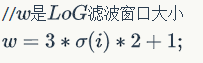 //w是LoG滤波窗口大小
w = 3 * σ(i) * 2 + 1;